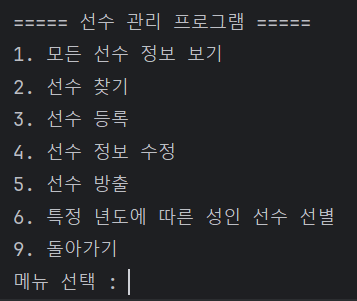 ===== 선수 관리 프로그램 =====
1. 모든 선수 정보 보기
2. 선수 찾기
3. 선수 등록
4. 선수 정보 수정
5. 선수 방출
6. 특정 년도에 따른 성인 선수 선별
9. 돌아가기
메뉴 선택 :